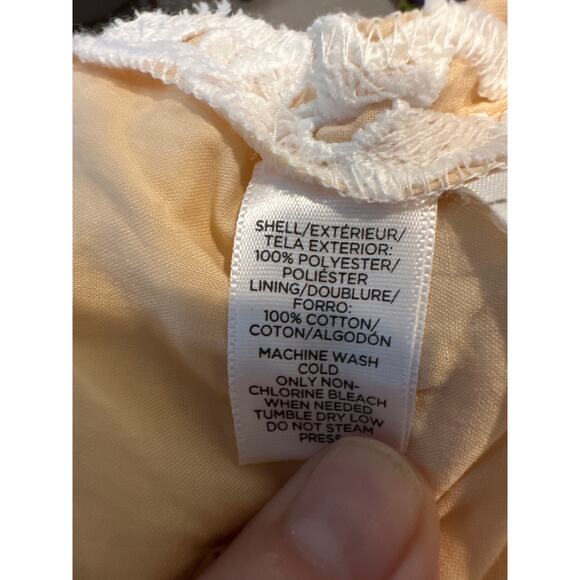 SHELL/EXTÉRIEUR/
TELA EXTERIOR:
100% POLYESTER/
POLIÉSTER
LINING/DOUBLURE/
FORRO:
100% COTTON/
COTON/ALGODÓN
MACHINE WASH
COLD
ONLY NON-
CHLORINE BLEACH
WHEN NEEDED
TUMBLE DRY LOW
DO NOT STEAM
PRESS